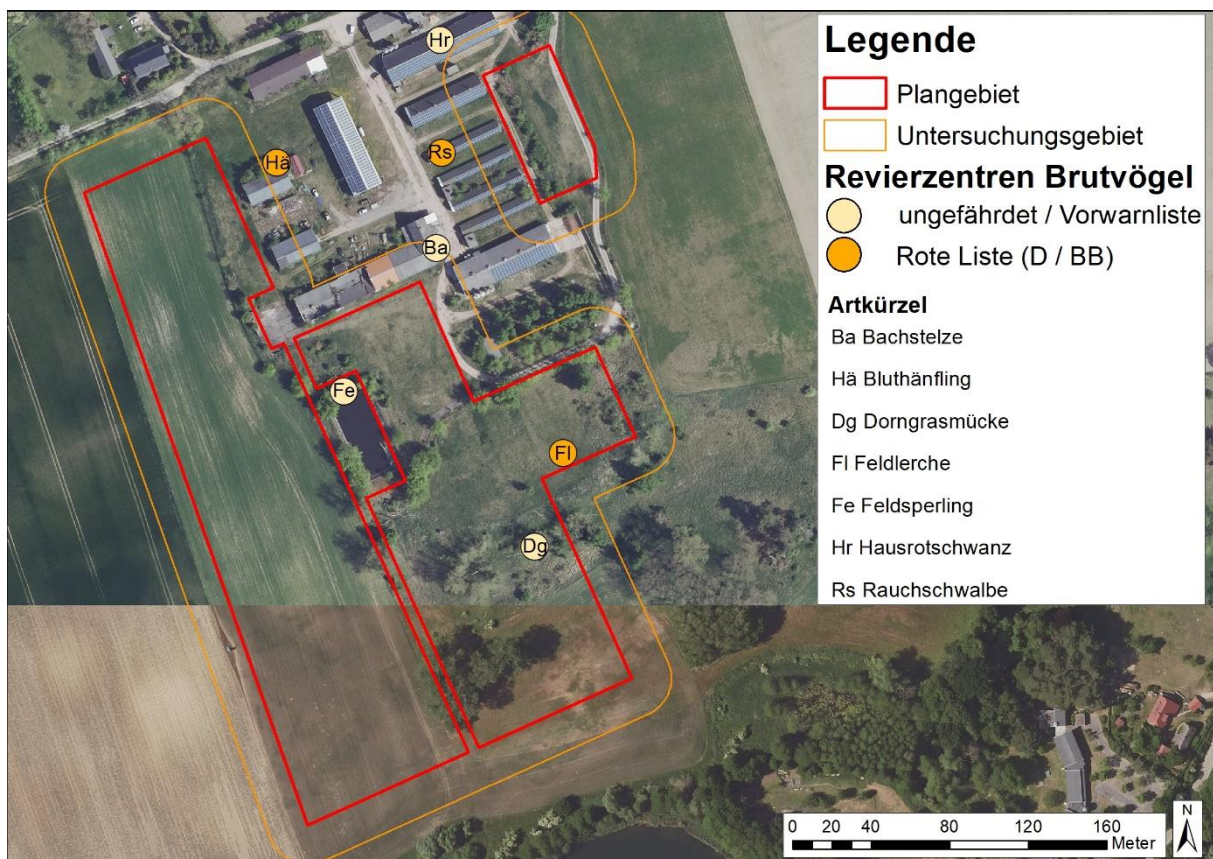 Legende
Plangebiet
Untersuchungsgebiet
Revierzentren Brutvögel
ungefährdet / Vorwarnliste
Rote Liste (D / BB)
Artkürzel
Ba Bachstelze
Hä Bluthänfling
Dg Dorngrasmücke
Fl Feldlerche
Fe Feldsperling
Hr Hausrotschwanz
Rs Rauchschwalbe
Hr
Hä
Rs
Ba
Fe
Fl
Dg
0 20 40 80 120 160
Meter
N